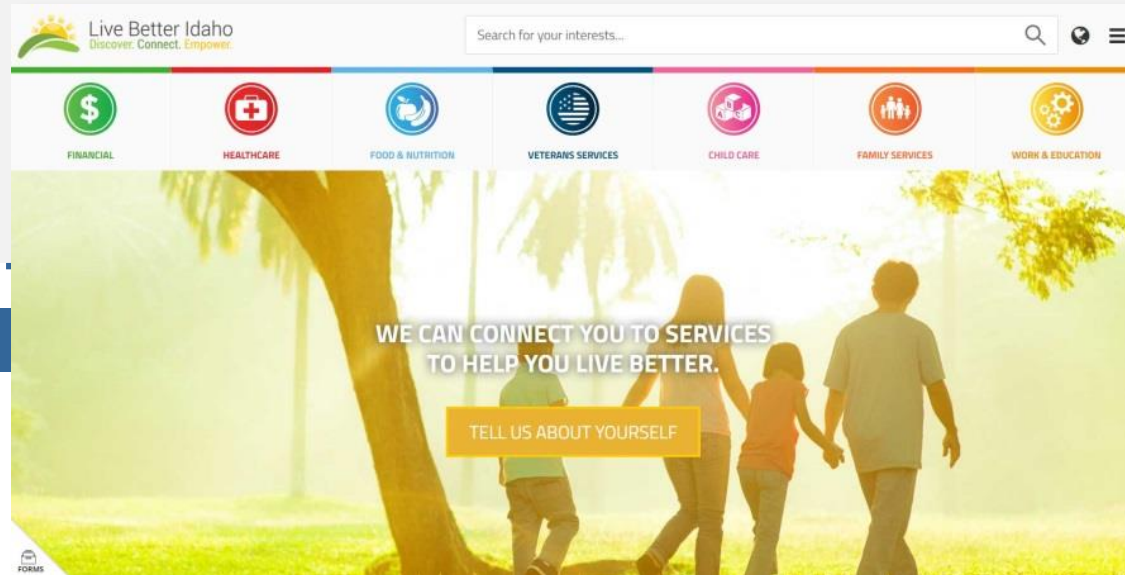 Live Better Idaho
Discover. Connect. Empower.
Search for your interests...
FINANCIAL
HEALTHCARE
FOOD & NUTRITION
VETERANS SERVICES
CHILD CARE
FAMILY SERVICES
WORK & EDUCATION
WE CAN CONNECT YOU TO SERVICES
TO HELP YOU LIVE BETTER.
TELL US ABOUT YOURSELF
FORMS